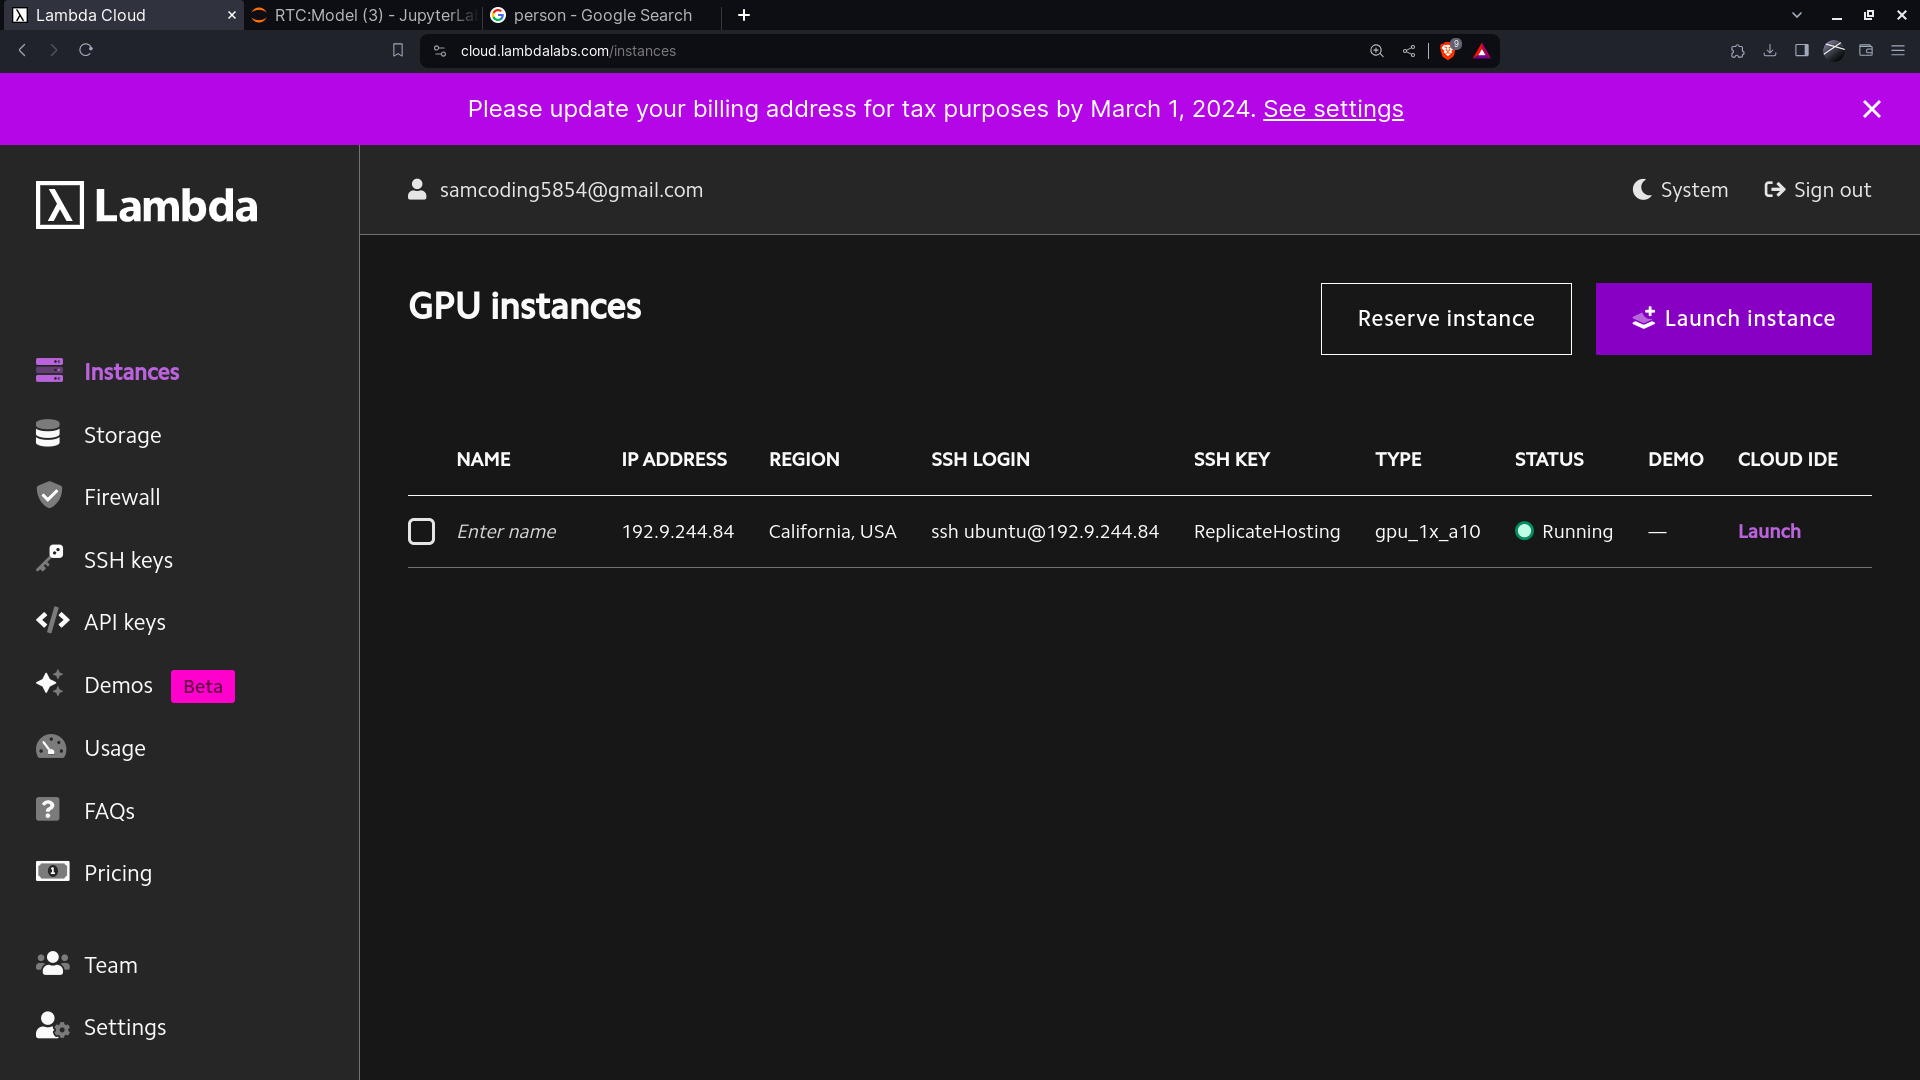 Lambda Cloud
RTC:Model (3) - JupyterLa
person - Google Search
cloud.lambdalabs.com/instances
9
Please update your billing address for tax purposes by March 1, 2024. See settings
Lambda
samcoding5854@gmail.com
System
Sign out
GPU instances
Reserve instance
Launch instance
Instances
Storage
Firewall
SSH keys
API keys
Demos Beta
Usage
FAQs
Pricing
Team
Settings
NAME IP ADDRESS REGION SSH LOGIN SSH KEY TYPE STATUS DEMO CLOUD IDE
Enter name 192.9.244.84 California, USA ssh ubuntu@192.9.244.84 ReplicateHosting gpu_1x_a10 Running — Launch